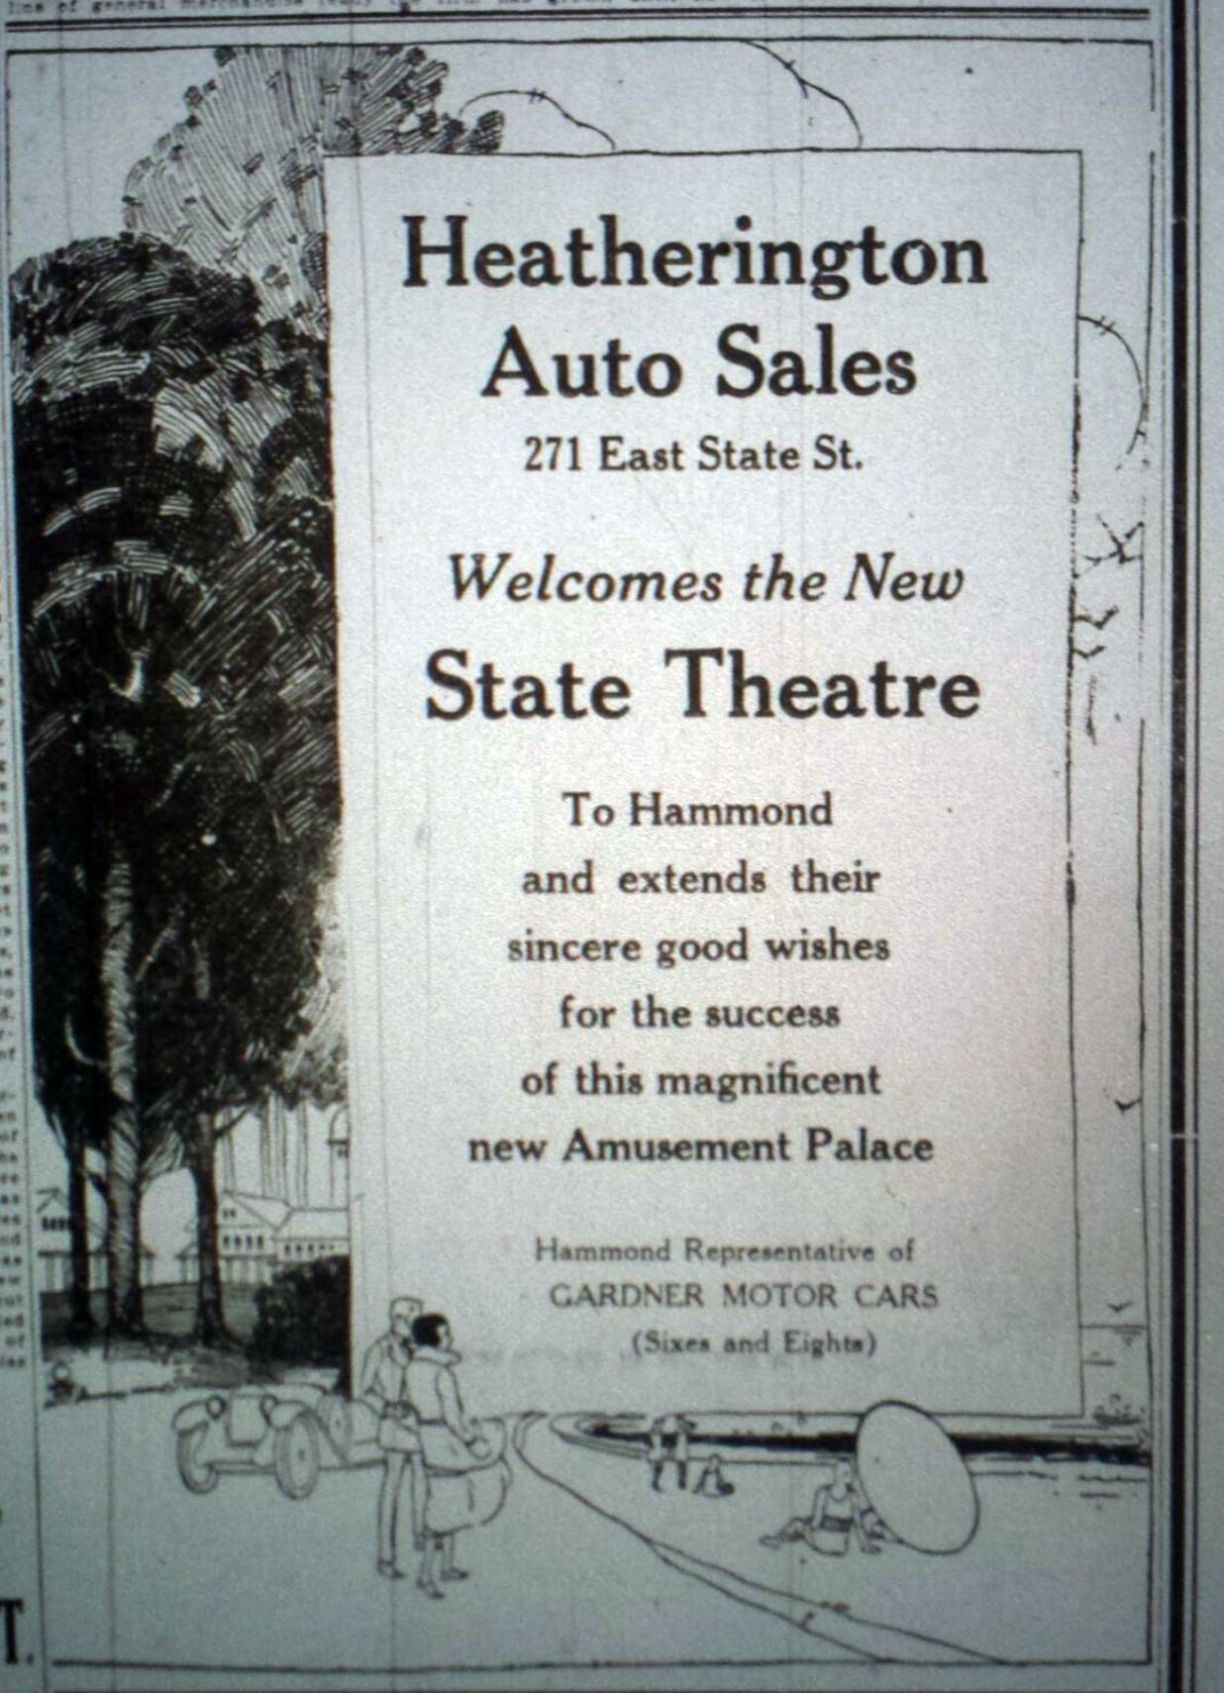 Heatherington
Auto Sales
271 East State St.
Welcomes the New
State Theatre
To Hammond
and extends their
sincere good wishes
for the success
of this magnificent
new Amusement Palace
Hammond Representative of
GARDNER MOTOR CARS
(Sixes and Eights)